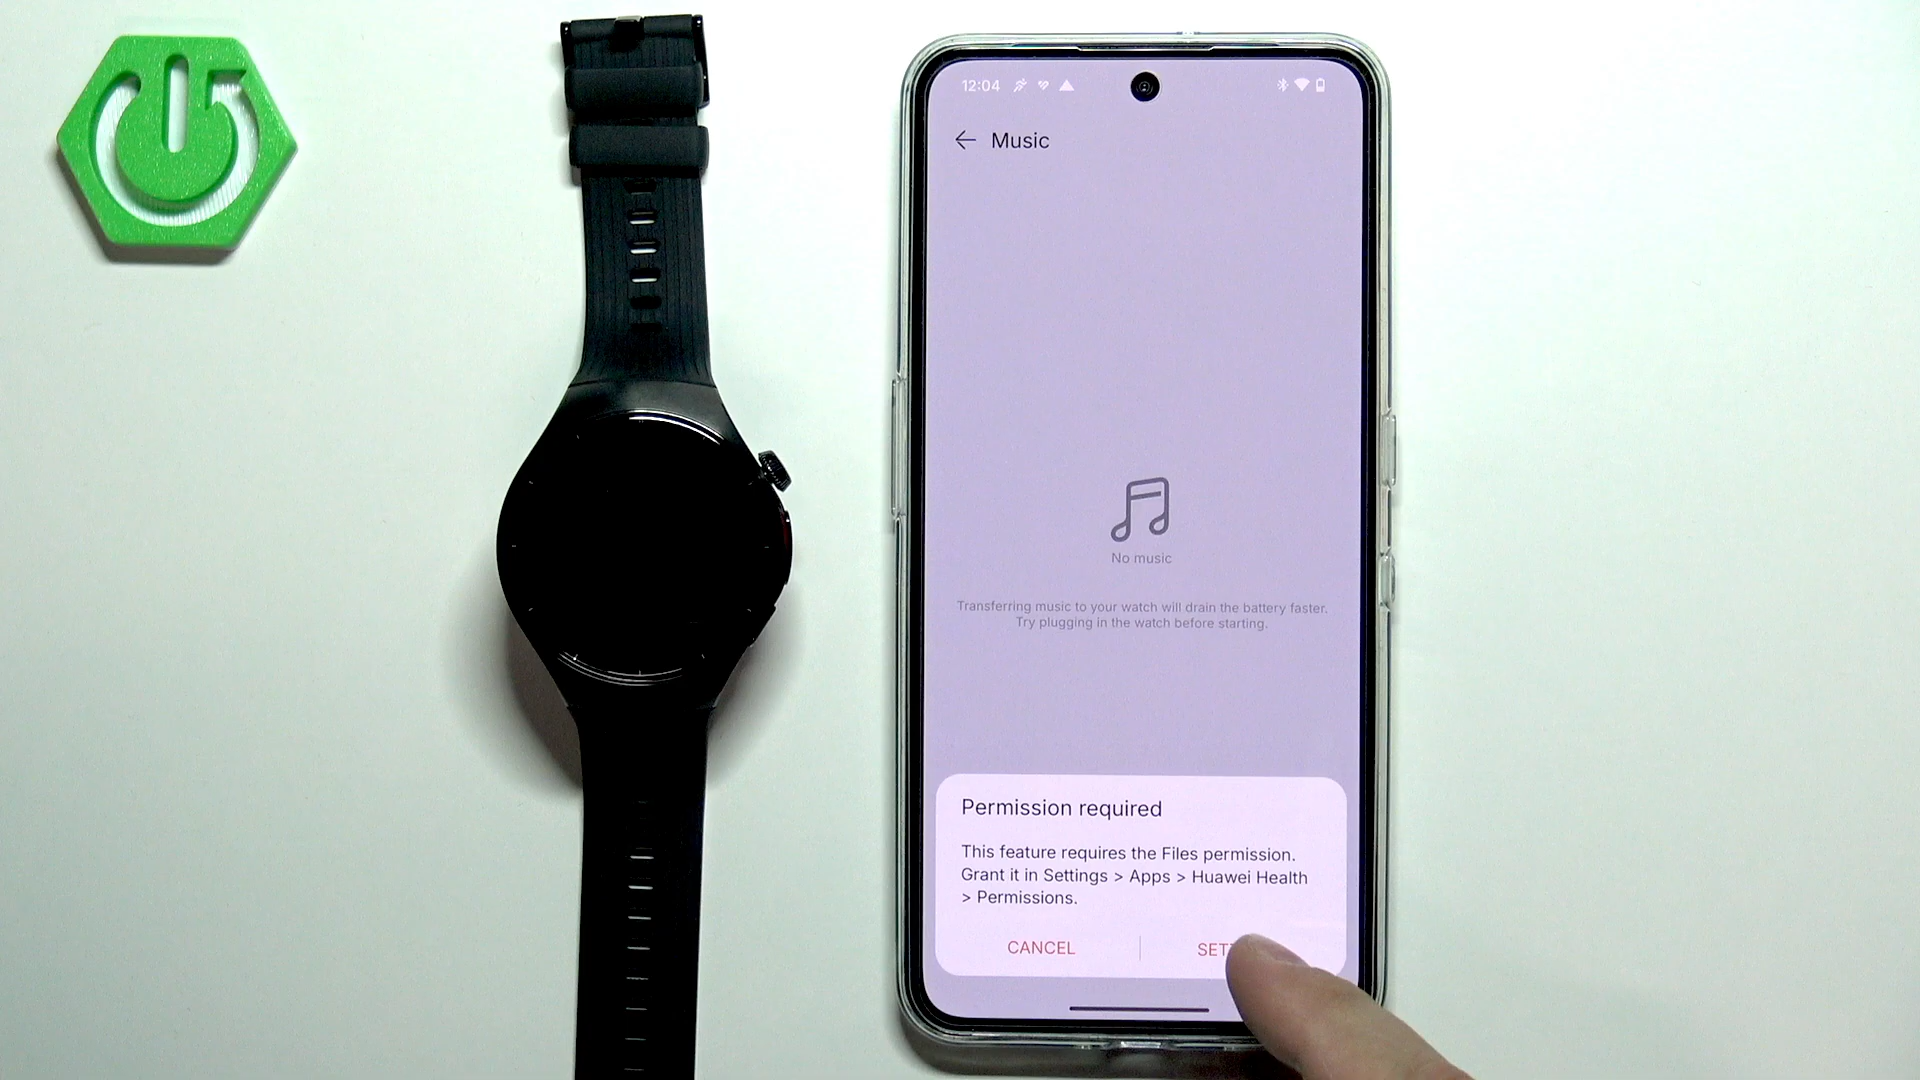 12:04
Music
No music
Transferring music to your watch will drain the battery faster.
Try plugging in the watch before starting.
Permission required
This feature requires the Files permission.
Grant it in Settings > Apps > Huawei Health
> Permissions.
CANCEL